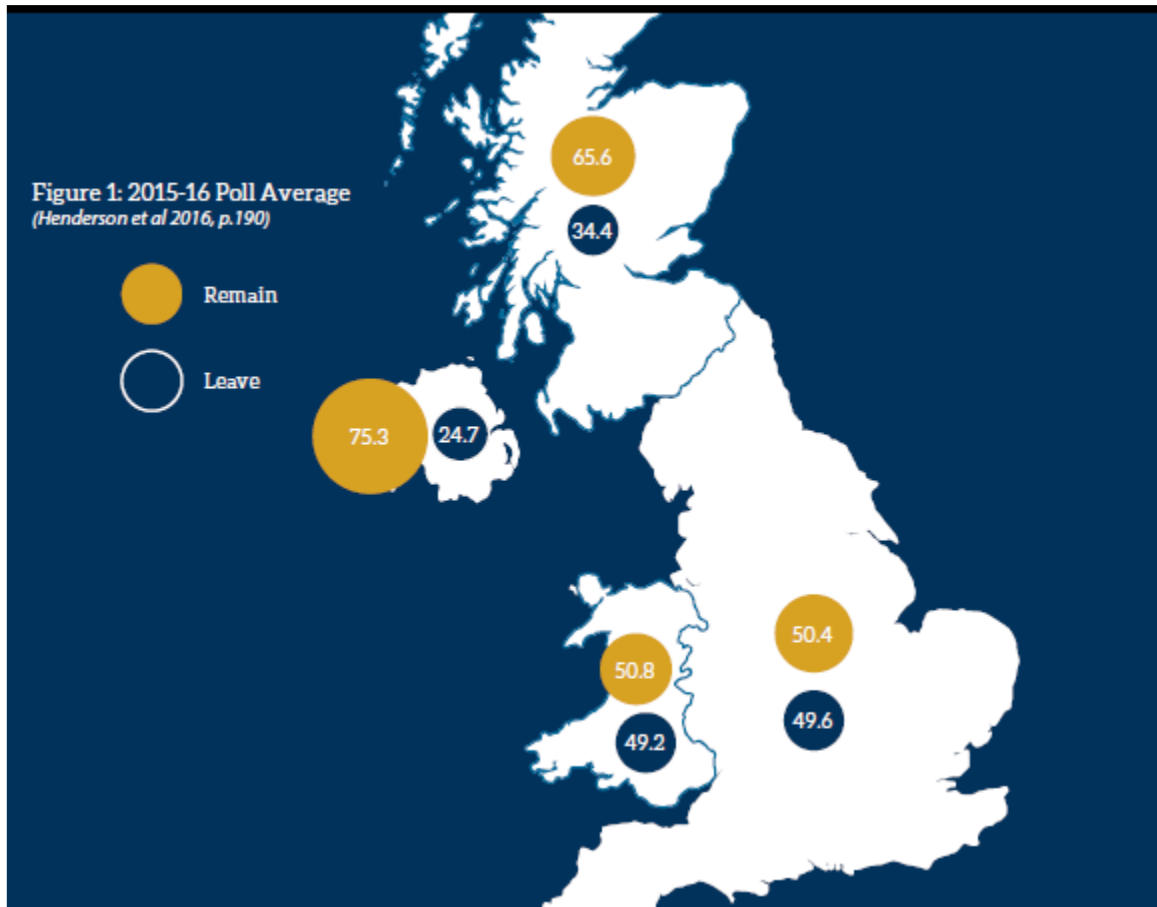 Figure 1: 2015-16 Poll Average
(Henderson et al 2016, p.190)
Remain
Leave
65.6
34.4
75.3
24.7
50.8
49.2
50.4
49.6